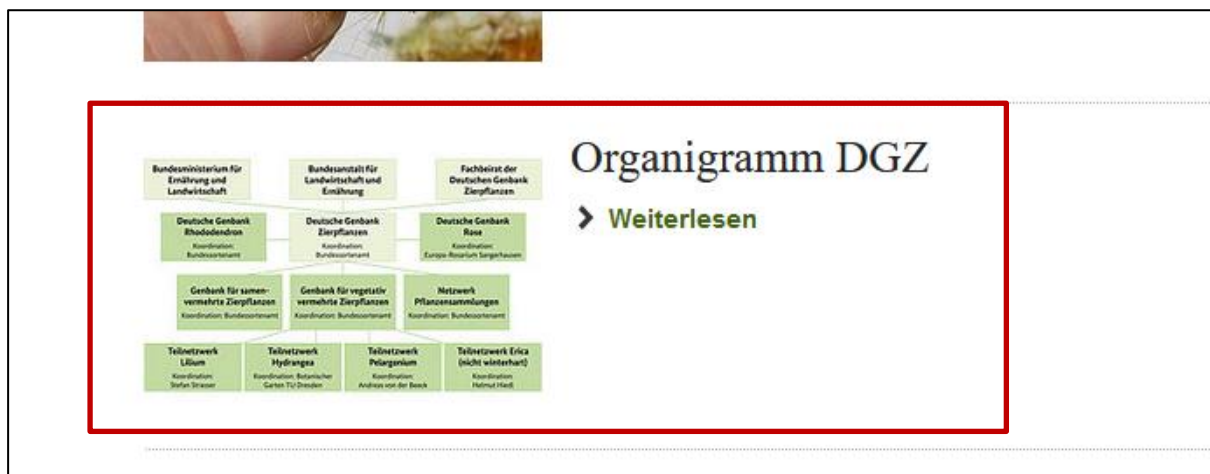 Organigramm DGZ
Weiterlesen
Bundesministerium für
Ernährung und
Landwirtschaft
Bundesanstalt für
Landwirtschaft und
Ernährung
Fachbeirat der
Deutschen Genbank
Zierpflanzen
Deutsche Genbank
Rhododendron
Koordination:
Bundessortenamt
Deutsche Genbank
Zierpflanzen
Koordination:
Bundessortenamt
Deutsche Genbank
Rose
Koordination:
Europa-Rosarium Sangerhausen
Genbank für samen-
vermehrte Zierpflanzen
Koordination: Bundessortenamt
Genbank für vegetativ
vermehrte Zierpflanzen
Koordination: Bundessortenamt
Netzwerk
Pflanzensammlungen
Koordination: Bundessortenamt
Teilnetzwerk
Lilium
Koordination:
Stefan Strasser
Teilnetzwerk
Hydrangea
Koordination: Botanischer
Garten TU Dresden
Teilnetzwerk
Pelargonium
Koordination:
Andreas von der Beeck
Teilnetzwerk Erica
(nicht winterhart)
Koordination:
Helmut Hiedl